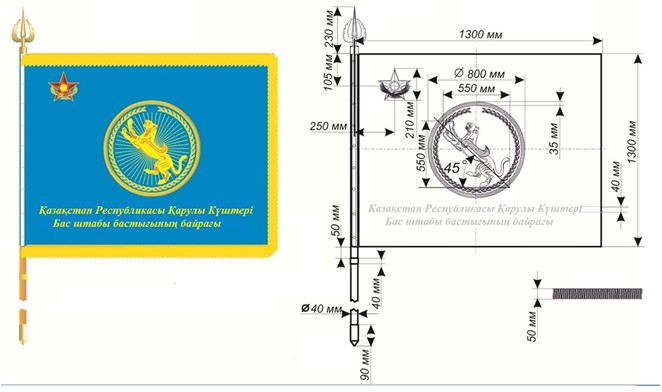 Қазақстан Республикасы Қарулы Күштері
Бас штабы бастығының байрағы
230 мм
1300 мм
105 мм
Ø 800 мм
550 мм
250 мм
210 мм
35 мм
1300 мм
550 мм
45°
40 мм
Қазақстан Республикасы Қарулы Күштері
Бас штабы бастығының байрағы
50 мм
40 мм
Ø 40 мм
50 мм
90 мм